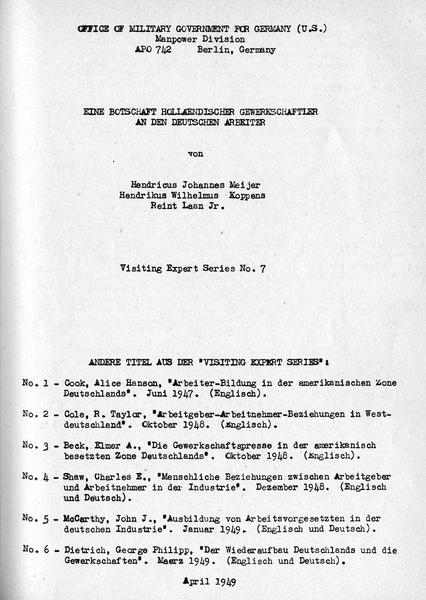 OFFICE OF MILITARY GOVERNMENT FOR GERMANY (U.S.)
Manpower Division
APO 742 Berlin, Germany
EINE BOTSCHAFT HOLLAENDISCHER GEWERKSCHAFTLER
AN DEN DEUTSCHEN ARBEITER
von
Hendricus Johannes Meijer
Hendrikus Wilhelmus Koppens
Reint Laan Jr.
Visiting Expert Series No. 7
ANDERE TITEL AUS DER "VISITING EXPERT SERIES":
No. 1 - Cook, Alice Hanson, "Arbeiter-Bildung in der amerikanischen Zone
Deutschlands". Juni 1947. (Englisch).
No. 2 - Cole, R. Taylor, "Arbeitgeber-Arbeitnehmer-Beziehungen in West-
deutschland". Oktober 1948. (Englisch).
No. 3 - Beck, Elmer A., "Die Gewerkschaftspresse in der amerikanisch
besetzten Zone Deutschlands". Oktober 1948. (Englisch).
No. 4 - Shaw, Charles E., "Menschliche Beziehungen zwischen Arbeitgeber
und Arbeitnehmer in der Industrie". Dezember 1948. (Englisch
und Deutsch).
No. 5 - McCarthy, John J., "Ausbildung von Arbeitsvorgesetzten in der
deutschen Industrie". Januar 1949. (Englisch und Deutsch).
No. 6 - Dietrich, George Philipp, "Der Wiederaufbau Deutschlands und die
Gewerkschaften". Maerz 1949. (Englisch und Deutsch).
April 1949